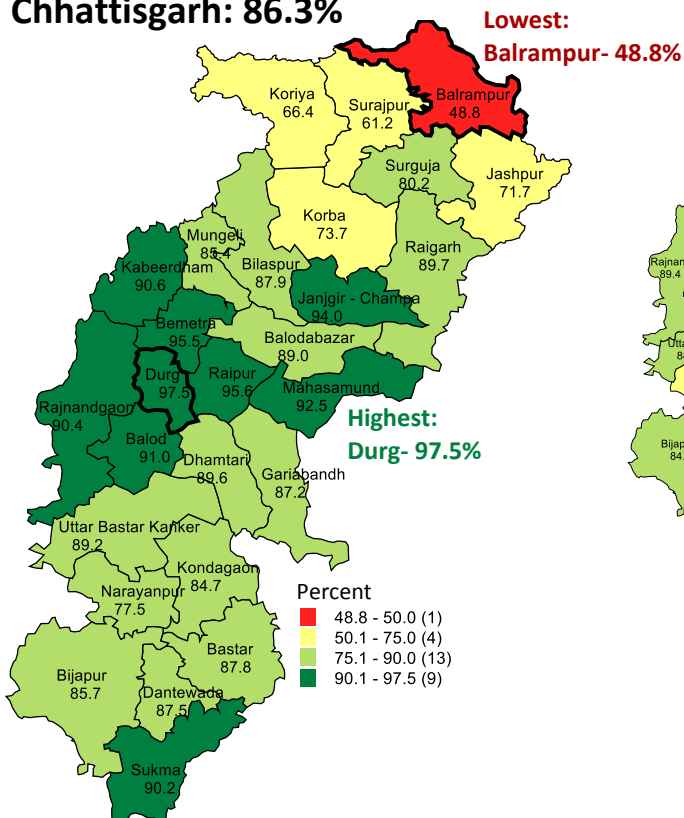 Chhattisgarh: 86.3%
Lowest:
Balrampur- 48.8%
Koriya
66.4
Surajpur
61.2
Balrampur
48.8
Surguja
80.2
Jashpur
71.7
Korba
73.7
Mungeli
85.4
Raigarh
89.7
Kabeerdham
90.6
Bilaspur
87.9
Janjgir - Champa
94.0
Bemetra
95.5
Balodabazar
89.0
Durg
97.5
Raipur
95.6
Mahasamund
92.5
Rajnandgaon
90.4
Highest:
Durg- 97.5%
Balod
91.0
Dhamtari
89.6
Gariabandh
87.2
Uttar Bastar Kanker
89.2
Kondagaon
84.7
Narayanpur
77.5
Bastar
87.8
Bijapur
85.7
Dantewada
87.5
Sukma
90.2
Percent
48.8 - 50.0 (1)
50.1 - 75.0 (4)
75.1 - 90.0 (13)
90.1 - 97.5 (9)
89.4